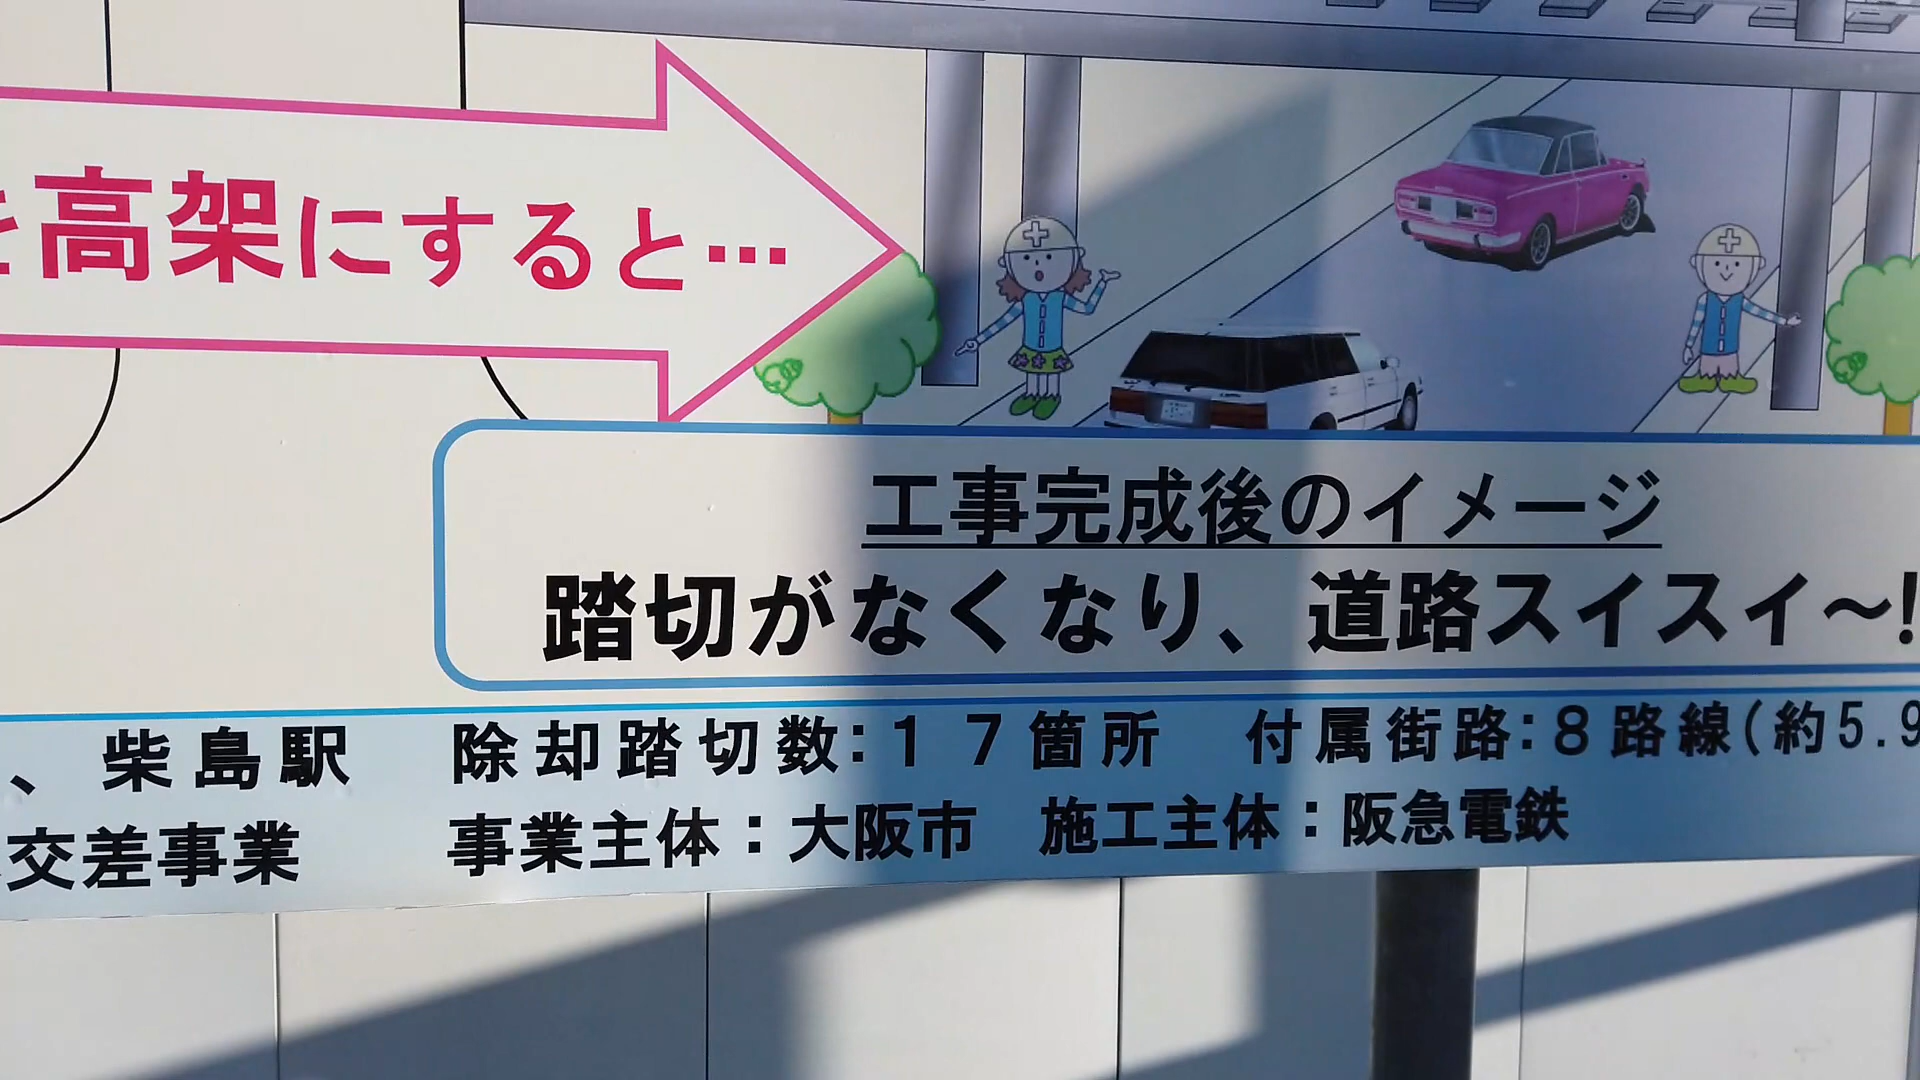 を高架にすると…
工事完成後のイメージ
踏切がなくなり、道路スイスイ～!
、柴島駅　除却踏切数:１７箇所　付属街路:８路線(約5.9
交差事業　事業主体：大阪市　施工主体：阪急電鉄